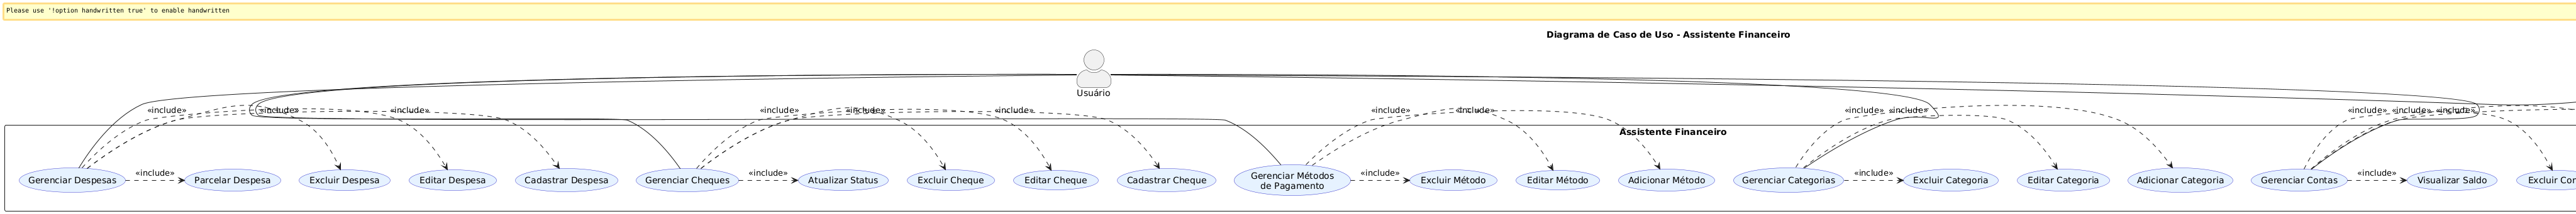 Please use '!option handwritten true' to enable handwritten
Diagrama de Caso de Uso - Assistente Financeiro
Usuário
«include»
«include»
«include»
«include»
«include»
«include»
«include»
«include»
«include»
«include»
«include»
«include»
«include»
Assistente Financeiro
«include»
«include»
«include»
«include»
«include»
Gerenciar Despesas
Parcelar Despesa
Excluir Despesa
Editar Despesa
Cadastrar Despesa
Gerenciar Cheques
Atualizar Status
Excluir Cheque
Editar Cheque
Cadastrar Cheque
Gerenciar Métodos
de Pagamento
Excluir Método
Editar Método
Adicionar Método
Gerenciar Categorias
Excluir Categoria
Editar Categoria
Adicionar Categoria
Gerenciar Contas
Visualizar Saldo
Excluir